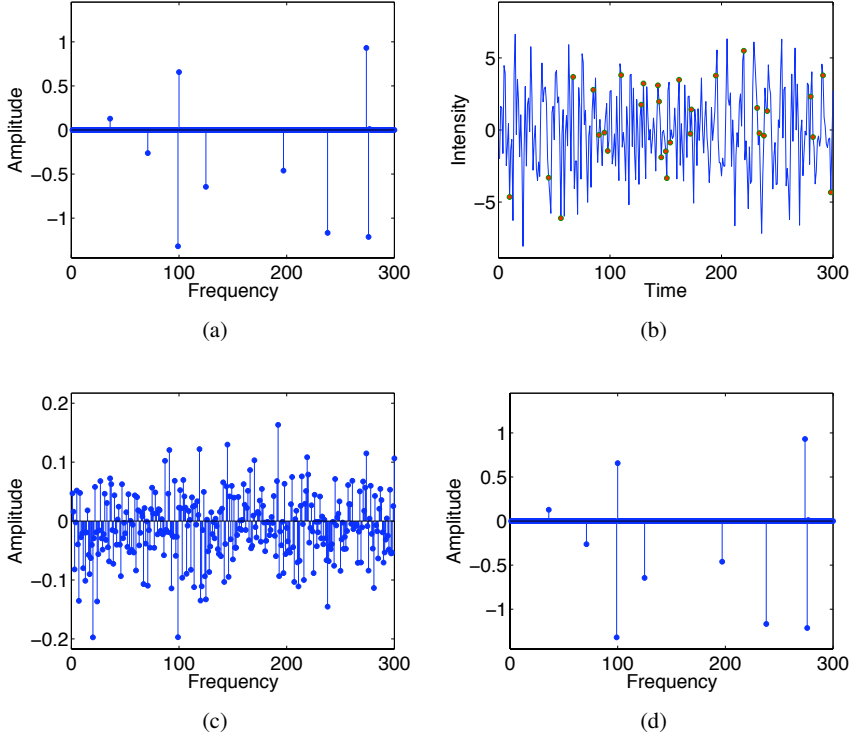 1
0.5
0
−0.5
−1
Amplitude
0 100 200 300
Frequency
(a)
5
0
−5
Intensity
0 100 200 300
Time
(b)
0.2
0.1
0
−0.1
−0.2
Amplitude
0 100 200 300
Frequency
(c)
1
0.5
0
−0.5
−1
Amplitude
0 100 200 300
Frequency
(d)